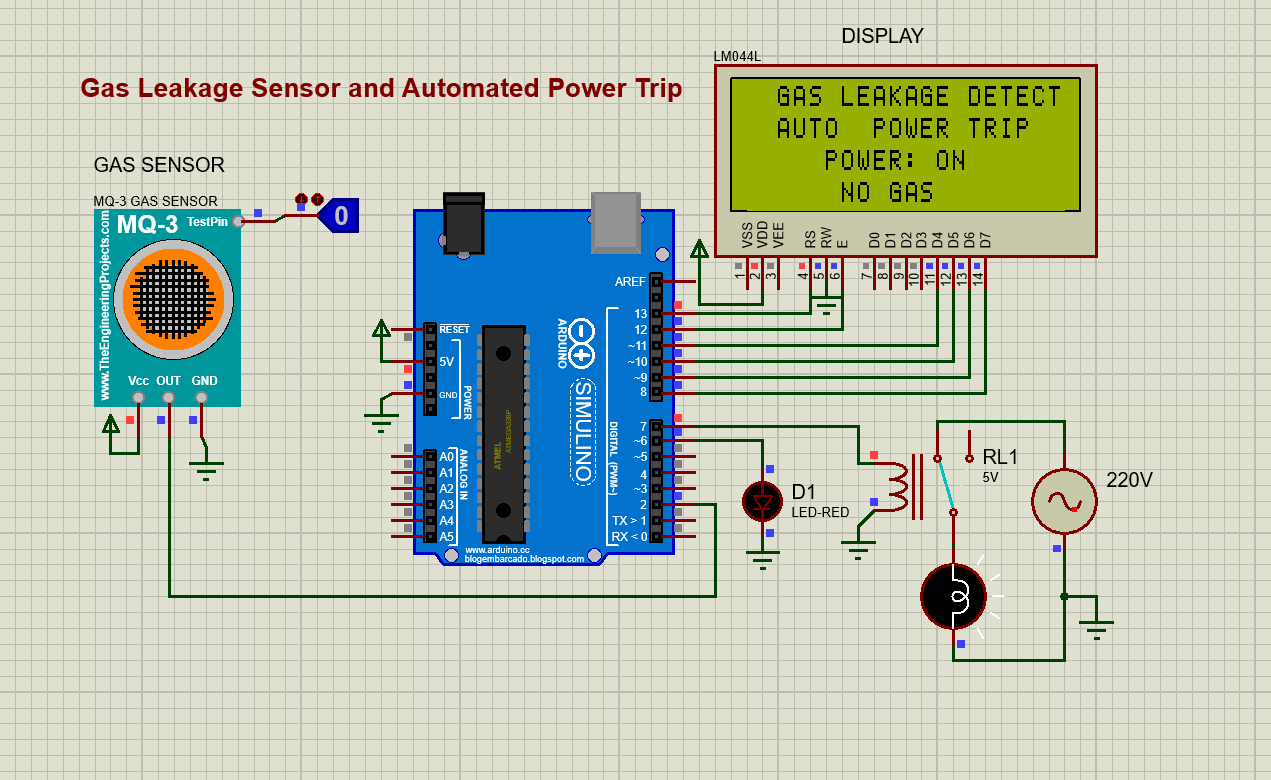 DISPLAY
LM044L
Gas Leakage Sensor and Automated Power Trip
GAS LEAKAGE DETECT
AUTO POWER TRIP
POWER: ON
NO GAS
VSS
VDD
VEE
RS
RW
E
D0
D1
D2
D3
D4
D5
D6
D7
1
2
3
4
5
6
7
8
9
10
11
12
13
14
GAS SENSOR
MQ-3 GAS SENSOR
MQ-3
TestPin
0
www.TheEngineeringProjects.com
Vcc OUT GND
AREF
13
12
~11
~10
~9
8
RESET
5V
GND
POWER
ARDUINO
SIMULINO
ATMEL
ATMEGA328P
DIGITAL (PWM~)
7
~6
~5
4
~3
2
TX > 1
RX < 0
ANALOG IN
A0
A1
A2
A3
A4
A5
www.arduino.cc
blogembarcado.blogspot.com
D1
LED-RED
RL1
5V
220V